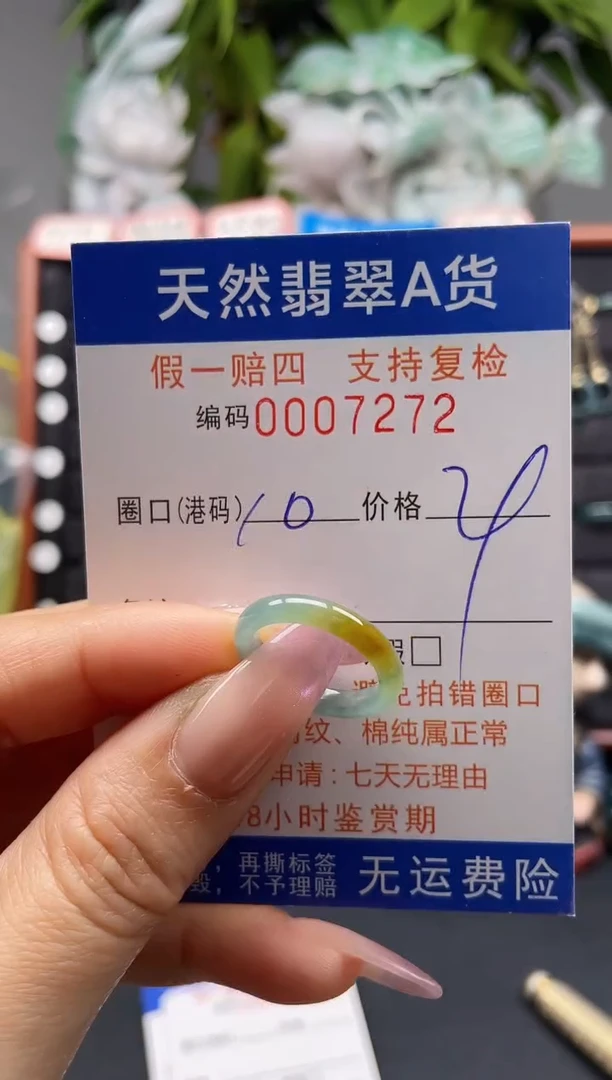 天然翡翠A货
假一赔四 支持复检
编码0007272
圈口(港码)10 价格
避免拍错圈口
纹、棉纯属正常
申请:七天无理由
8小时鉴赏期
,再撕标签
毁,不予理赔
无运费险